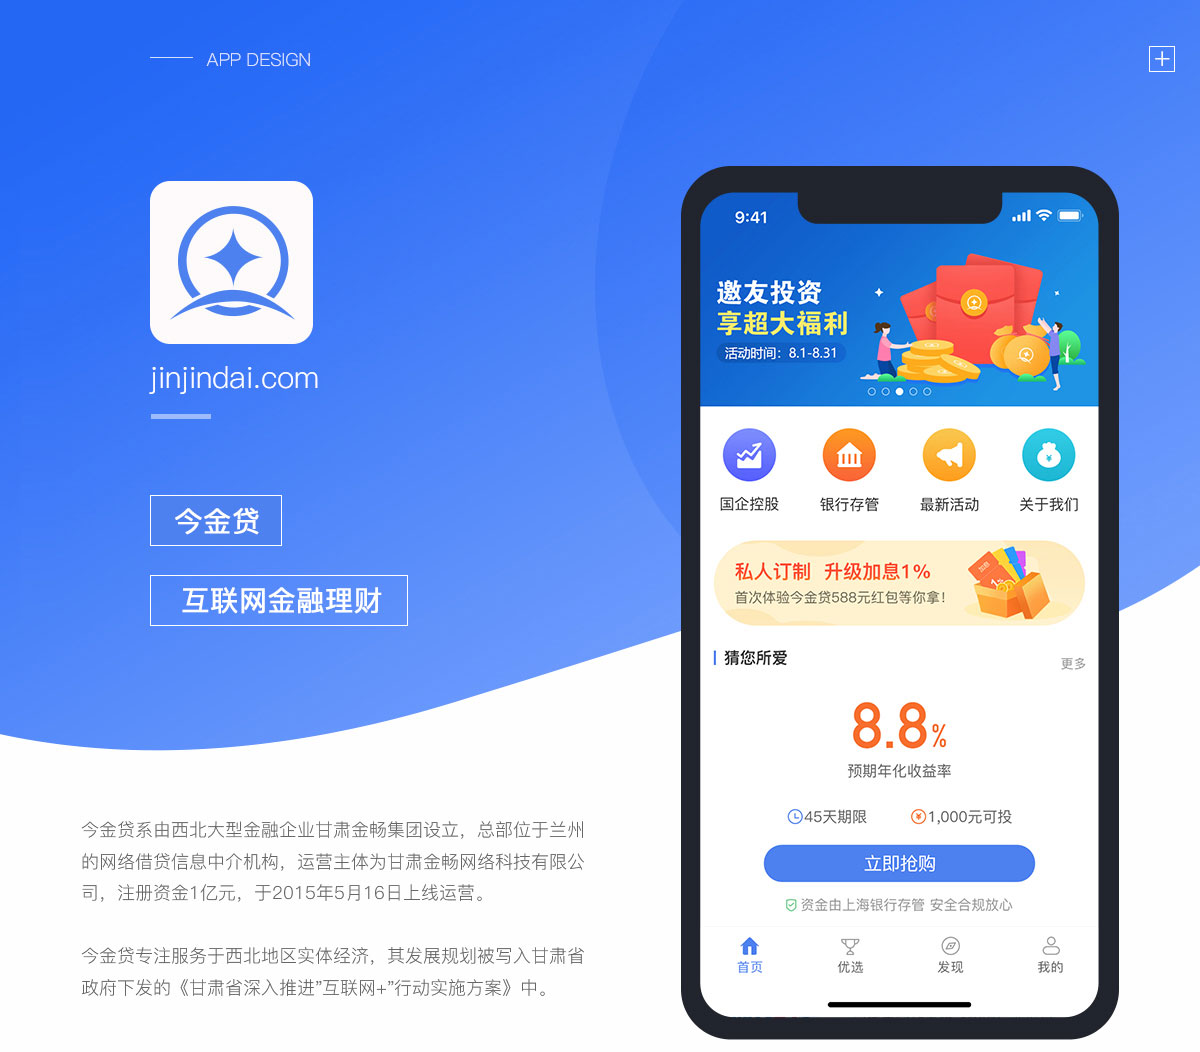 APP DESIGN
jinjindai.com
今金贷
互联网金融理财
今金贷系由西北大型金融企业甘肃金畅集团设立，总部位于兰州
的网络借贷信息中介机构，运营主体为甘肃金畅网络科技有限公
司，注册资金1亿元，于2015年5月16日上线运营。
今金贷专注服务于西北地区实体经济，其发展规划被写入甘肃省
政府下发的《甘肃省深入推进”互联网+”行动实施方案》中。
9:41
邀友投资
享超大福利
活动时间：8.1-8.31
国企控股
银行存管
最新活动
关于我们
私人订制 升级加息1%
首次体验今金贷588元红包等你拿！
猜您所爱
更多
8.8%
预期年化收益率
45天期限
1,000元可投
立即抢购
资金由上海银行存管 安全合规放心
首页
优选
发现
我的